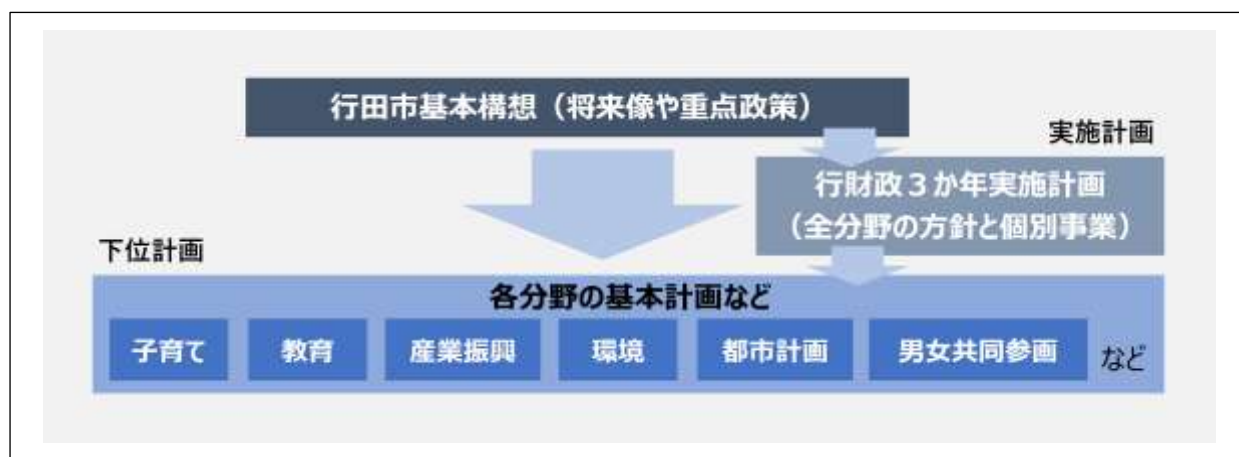 行田市基本構想（将来像や重点政策）
実施計画
行財政３か年実施計画
（全分野の方針と個別事業）
下位計画
各分野の基本計画など
子育て
教育
産業振興
環境
都市計画
男女共同参画
など